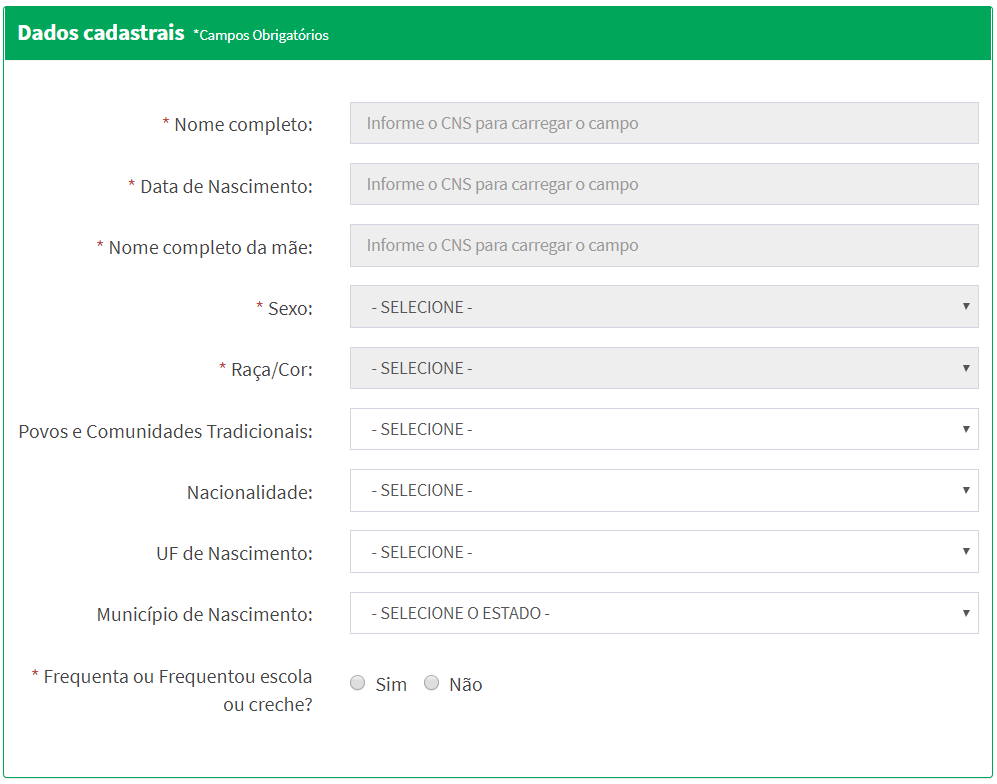 Dados cadastrais *Campos Obrigatórios
* Nome completo: Informe o CNS para carregar o campo
* Data de Nascimento: Informe o CNS para carregar o campo
* Nome completo da mãe: Informe o CNS para carregar o campo
* Sexo: - SELECIONE -
* Raça/Cor: - SELECIONE -
Povos e Comunidades Tradicionais: - SELECIONE -
Nacionalidade: - SELECIONE -
UF de Nascimento: - SELECIONE -
Município de Nascimento: - SELECIONE O ESTADO -
* Frequenta ou Frequentou escola
ou creche? Sim Não